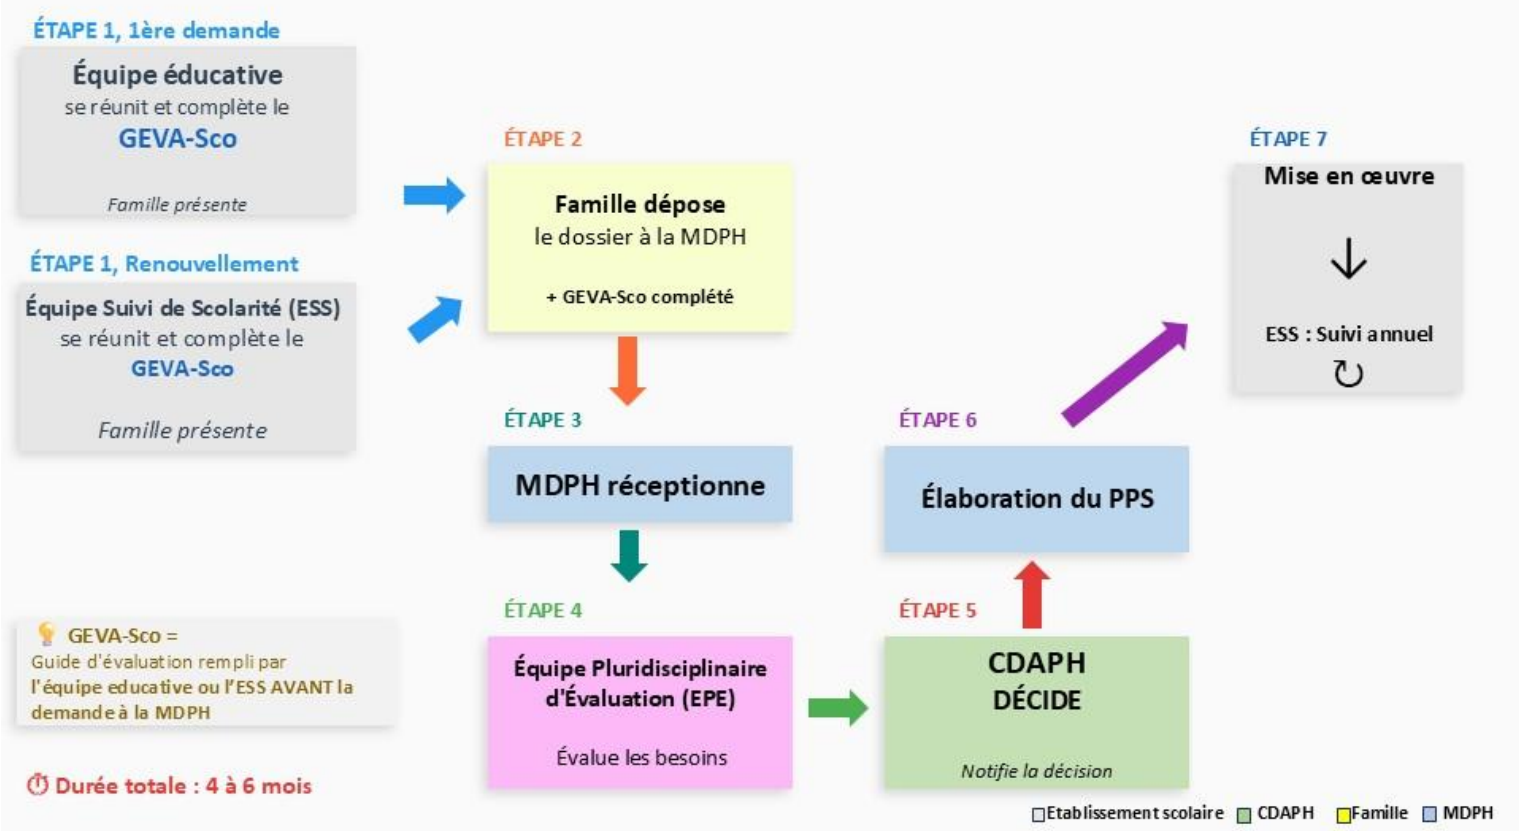 ÉTAPE 1, 1ère demande
Équipe éducative
se réunit et complète le
GEVA-Sco
Famille présente
ÉTAPE 1, Renouvellement
Équipe Suivi de Scolarité (ESS)
se réunit et complète le
GEVA-Sco
Famille présente
ÉTAPE 2
Famille dépose
le dossier à la MDPH
+ GEVA-Sco complété
ÉTAPE 3
MDPH réceptionne
ÉTAPE 4
Équipe Pluridisciplinaire
d'Évaluation (EPE)
Évalue les besoins
ÉTAPE 5
CDAPH
DÉCIDE
Notifie la décision
ÉTAPE 6
Élaboration du PPS
ÉTAPE 7
Mise en œuvre
ESS : Suivi annuel
GEVA-Sco =
Guide d'évaluation rempli par
l'équipe educative ou l’ESS AVANT la
demande à la MDPH
Durée totale : 4 à 6 mois
Etablissement scolaire CDAPH Famille MDPH